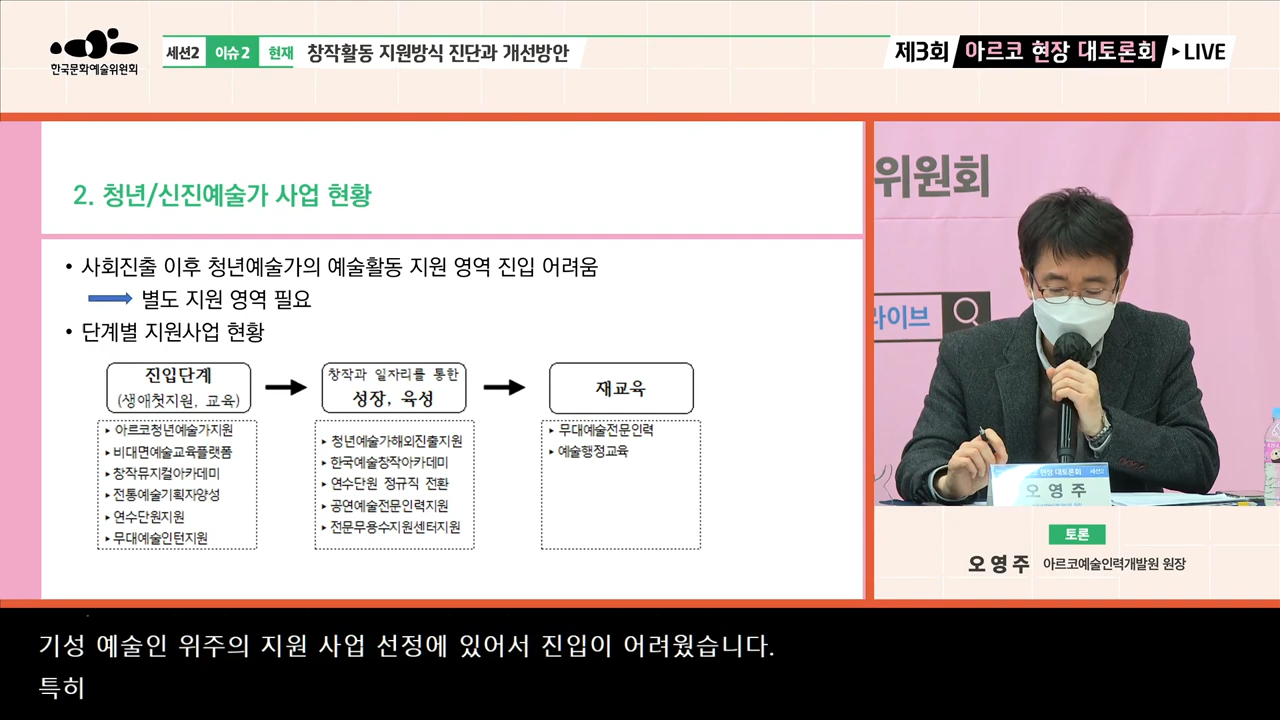 한국문화예술위원회
세션2 이슈 2 현재 창작활동 지원방식 진단과 개선방안
제3회 아르코 현장 대토론회 ▸LIVE
2. 청년/신진예술가 사업 현황
• 사회진출 이후 청년예술가의 예술활동 지원 영역 진입 어려움
별도 지원 영역 필요
• 단계별 지원사업 현황
진입단계
(생애첫지원, 교육)
▸ 아르코청년예술가지원
▸ 비대면예술교육플랫폼
▸ 창작뮤지컬아카데미
▸ 전통예술기획자양성
▸ 연수단원지원
▸ 무대예술인턴지원
창작과 일자리를 통한
성장, 육성
▸ 청년예술가해외진출지원
▸ 한국예술창작아카데미
▸ 연수단원 정규직 전환
▸ 공연예술전문인력지원
▸ 전문무용수지원센터지원
재교육
▸ 무대예술전문인력
▸ 예술행정교육
위원회
라이브
현장 대토론회 세션2
오영주
토론
오영주 아르코예술인력개발원 원장
기성 예술인 위주의 지원 사업 선정에 있어서 진입이 어려웠습니다.
특히